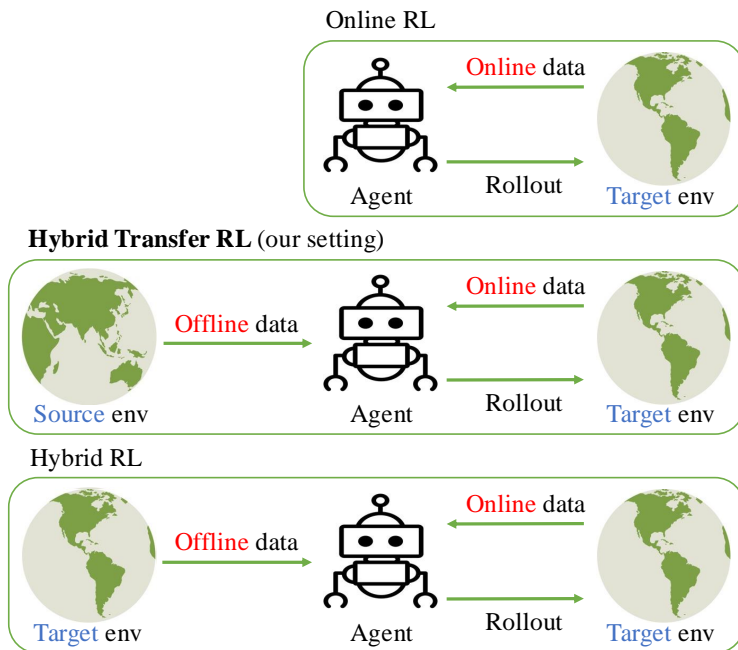 Online RL
Online data
Rollout
Agent
Target env
Hybrid Transfer RL (our setting)
Online data
Offline data
Rollout
Source env
Agent
Target env
Hybrid RL
Online data
Offline data
Rollout
Target env
Agent
Target env